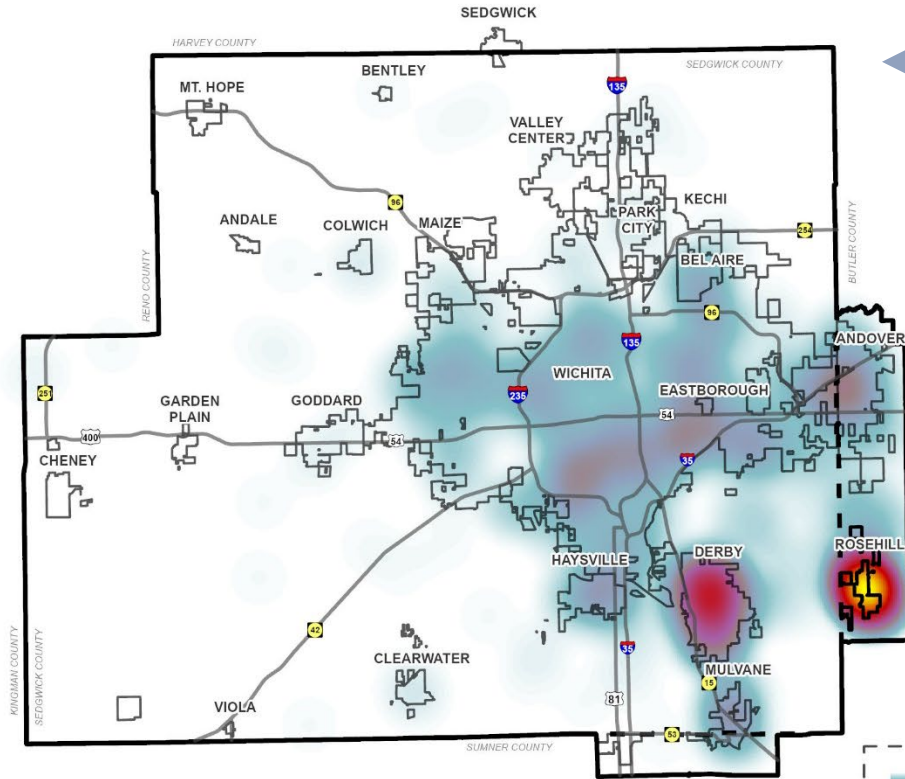 SEDGWICK
HARVEY COUNTY
SEDGWICK COUNTY
BENTLEY
MT. HOPE
135
VALLEY
CENTER
96
KECHI
PARK
CITY
ANDALE
COLWICH
MAIZE
254
BEL AIRE
BUTLER COUNTY
RENO COUNTY
96
135
ANDOVER
WICHITA
251
235
EASTBOROUGH
GARDEN
PLAIN
GODDARD
54
400
54
CHENEY
35
HAYSVILLE
DERBY
ROSEHILL
42
35
CLEARWATER
MULVANE
KINGMAN COUNTY
SEDGWICK COUNTY
15
81
VIOLA
53
SUMNER COUNTY